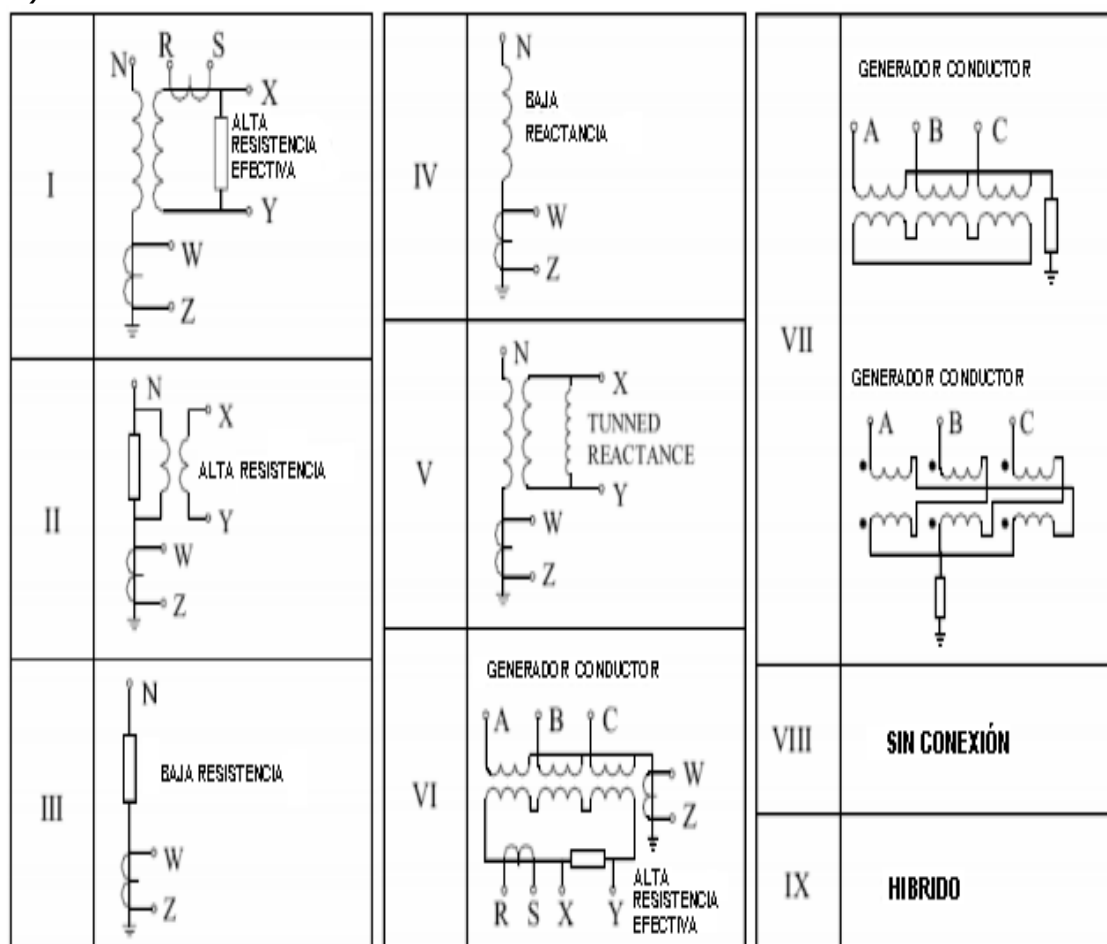 I
N
R S
X
ALTA
RESISTENCIA
EFECTIVA
Y
W
Z
II
N
X
ALTA RESISTENCIA
Y
W
Z
III
N
BAJA RESISTENCIA
W
Z
IV
N
BAJA
REACTANCIA
W
Z
V
N
X
TUNNED
REACTANCE
Y
W
Z
VI
GENERADOR CONDUCTOR
A B C
W
Z
R S X Y
ALTA
RESISTENCIA
EFECTIVA
VII
GENERADOR CONDUCTOR
A B C
GENERADOR CONDUCTOR
A B C
VIII
SIN CONEXIÓN
IX
HIBRIDO